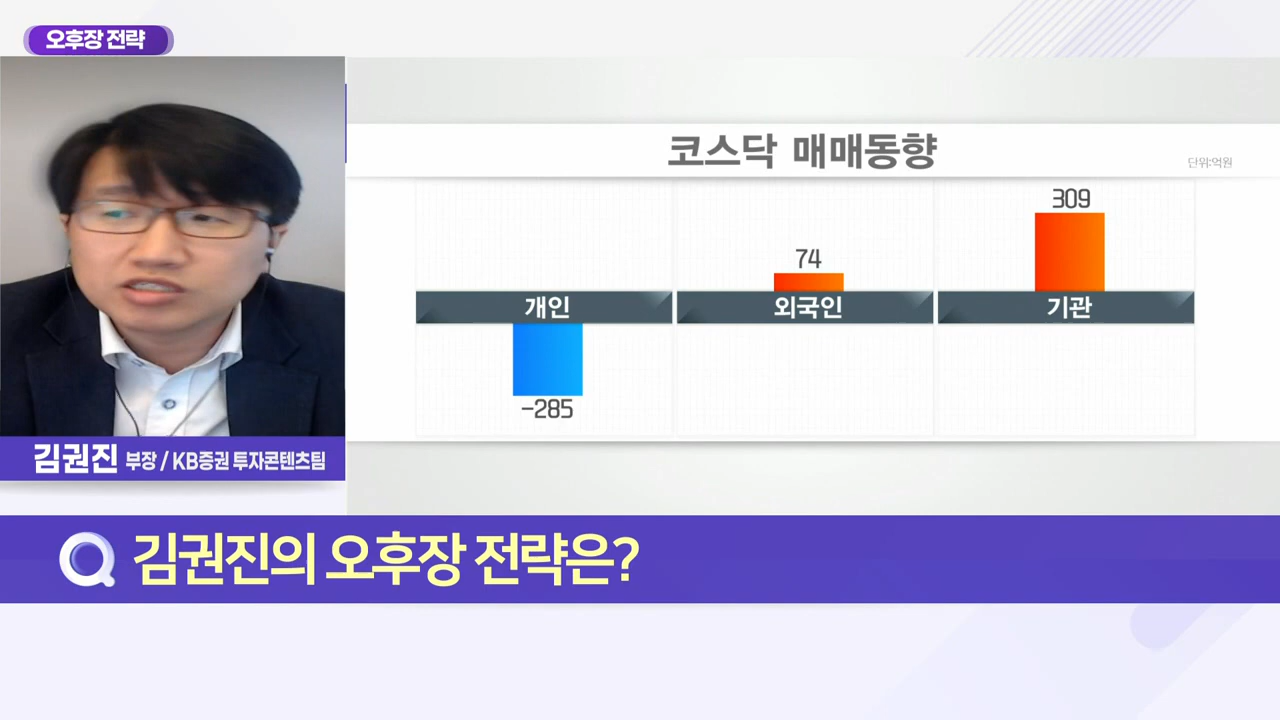 오후장 전략
코스닥 매매동향
단위:억원
309
74
개인
외국인
기관
-285
김권진 부장 / KB증권 투자콘텐츠팀
김권진의 오후장 전략은?